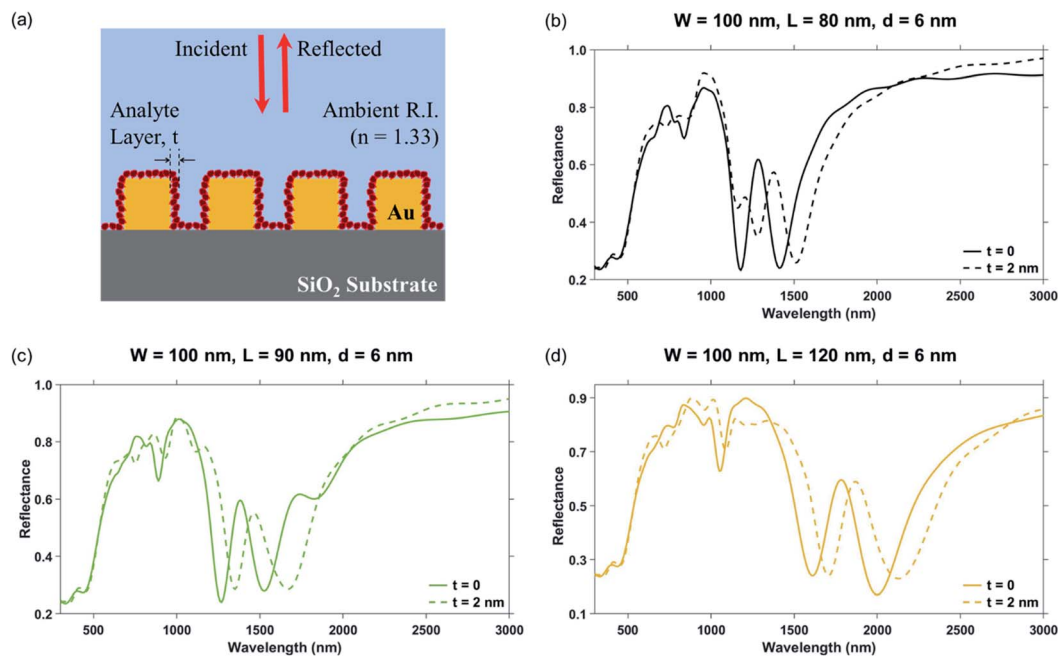 (a)
Incident Reflected
Analyte
Layer, t
Ambient R.I.
(n = 1.33)
Au
SiO₂ Substrate
(b) W = 100 nm, L = 80 nm, d = 6 nm
1.0
0.8
0.6
0.4
0.2
Reflectance
t = 0
t = 2 nm
500 1000 1500 2000 2500 3000
Wavelength (nm)
(c) W = 100 nm, L = 90 nm, d = 6 nm
1.0
0.8
0.6
0.4
0.2
Reflectance
t = 0
t = 2 nm
500 1000 1500 2000 2500 3000
Wavelength (nm)
(d) W = 100 nm, L = 120 nm, d = 6 nm
0.9
0.7
0.5
0.3
0.1
Reflectance
t = 0
t = 2 nm
500 1000 1500 2000 2500 3000
Wavelength (nm)